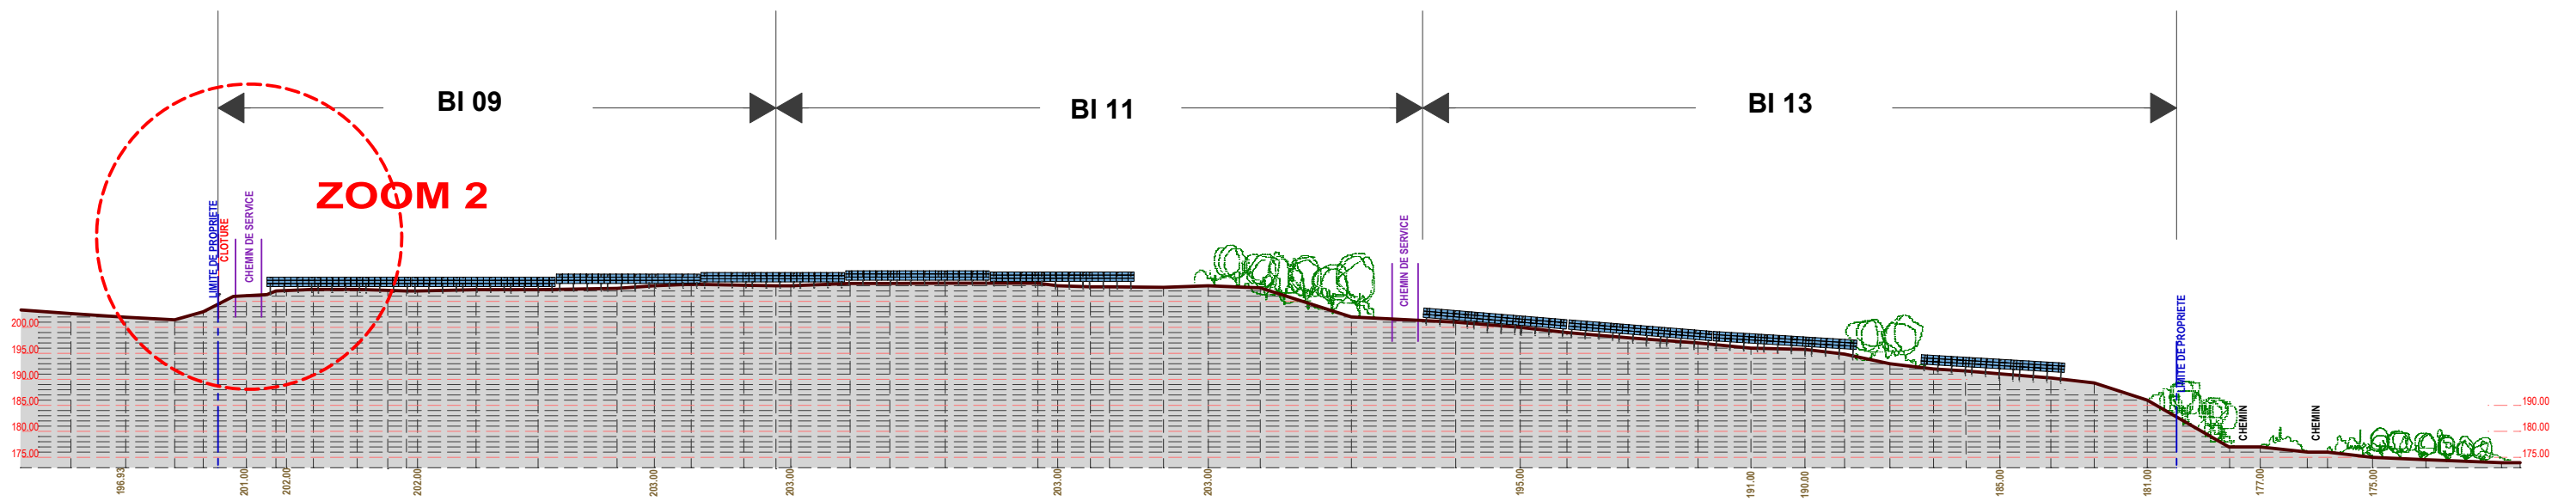 BI 09
BI 11
BI 13
ZOOM 2
LIMITE DE PROPRIETE
CLOTURE
CHEMIN DE SERVICE
CHEMIN DE SERVICE
LIMITE DE PROPRIETE
CHEMIN
CHEMIN
200.00
195.00
190.00
185.00
180.00
175.00
190.00
180.00
175.00
196.93
201.00
202.00
202.00
203.00
203.00
203.00
203.00
195.00
191.00
190.00
185.00
181.00
177.00
175.00